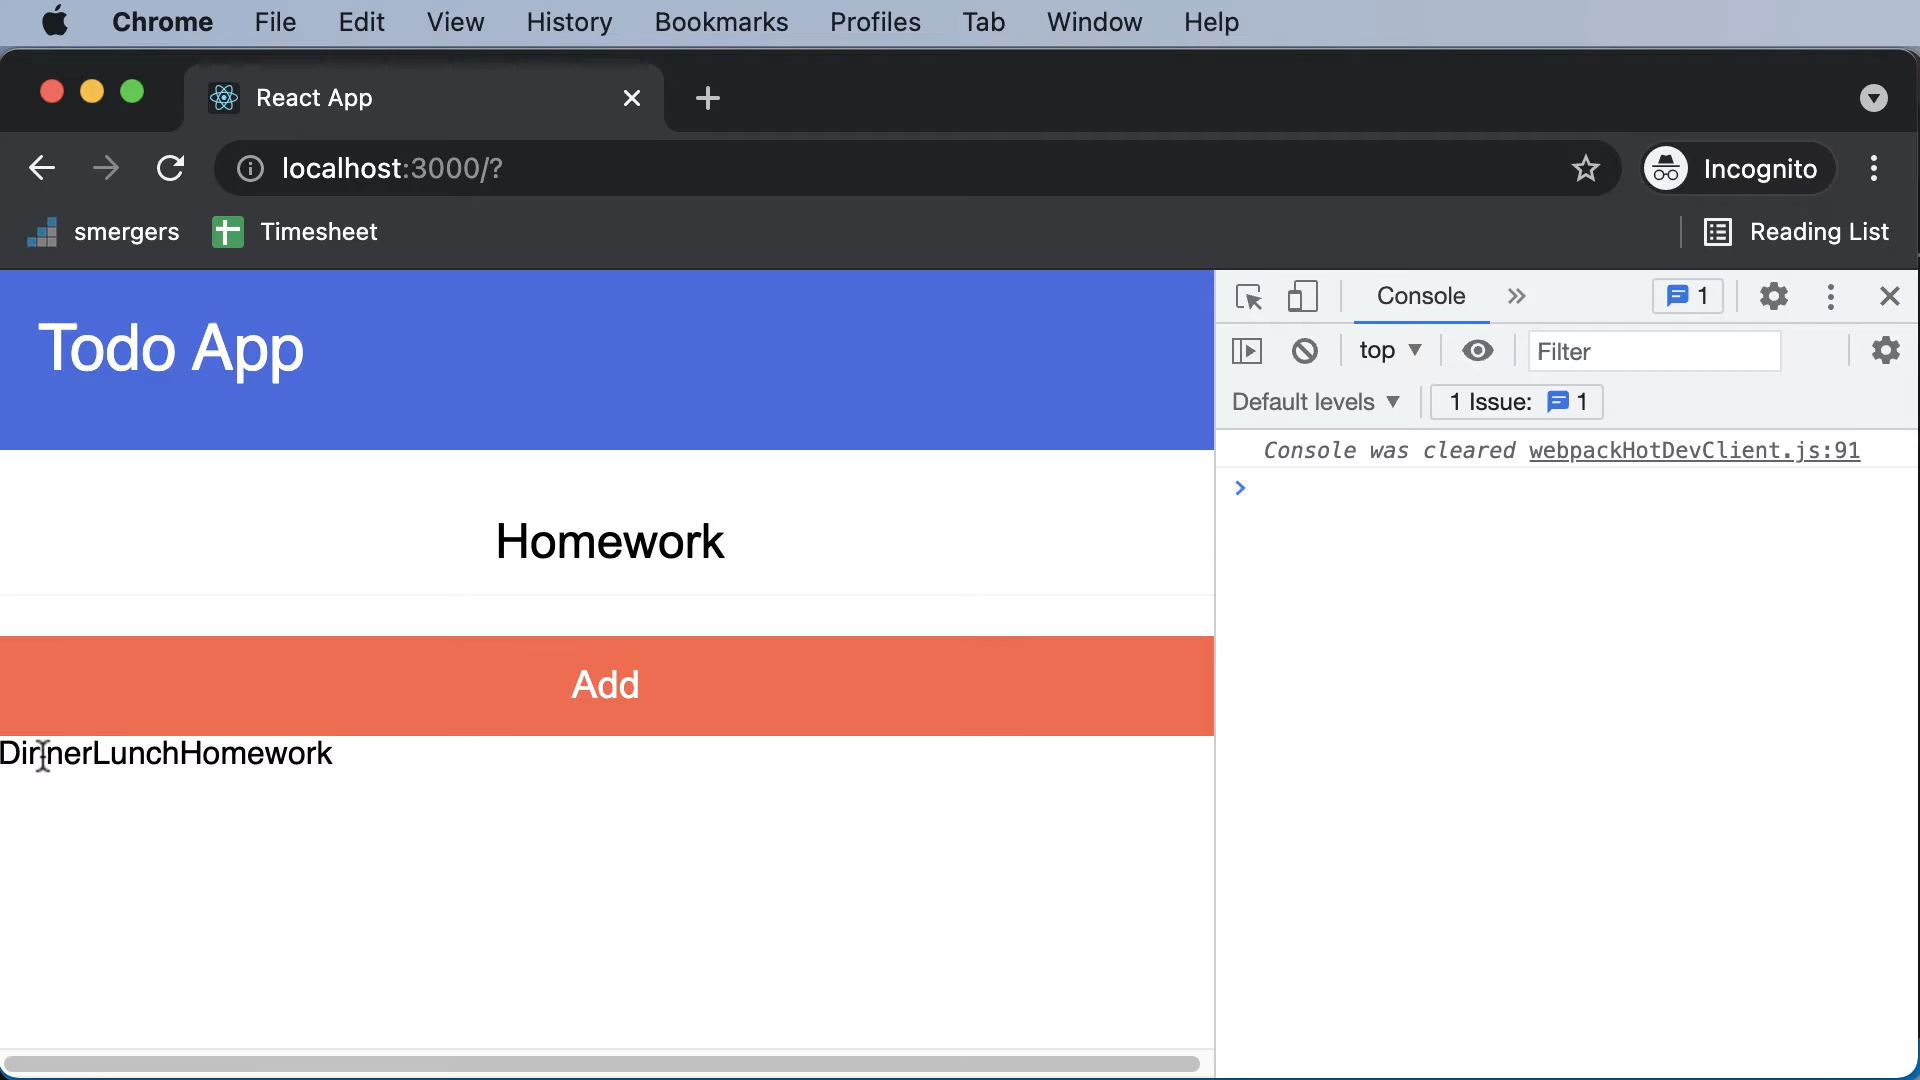 Chrome File Edit View History Bookmarks Profiles Tab Window Help
React App
localhost:3000/?
Incognito
smergers Timesheet Reading List
Todo App
Console 1
top Filter
Default levels 1 Issue: 1
Console was cleared webpackHotDevClient.js:91
Homework
Add
DinnerLunchHomework